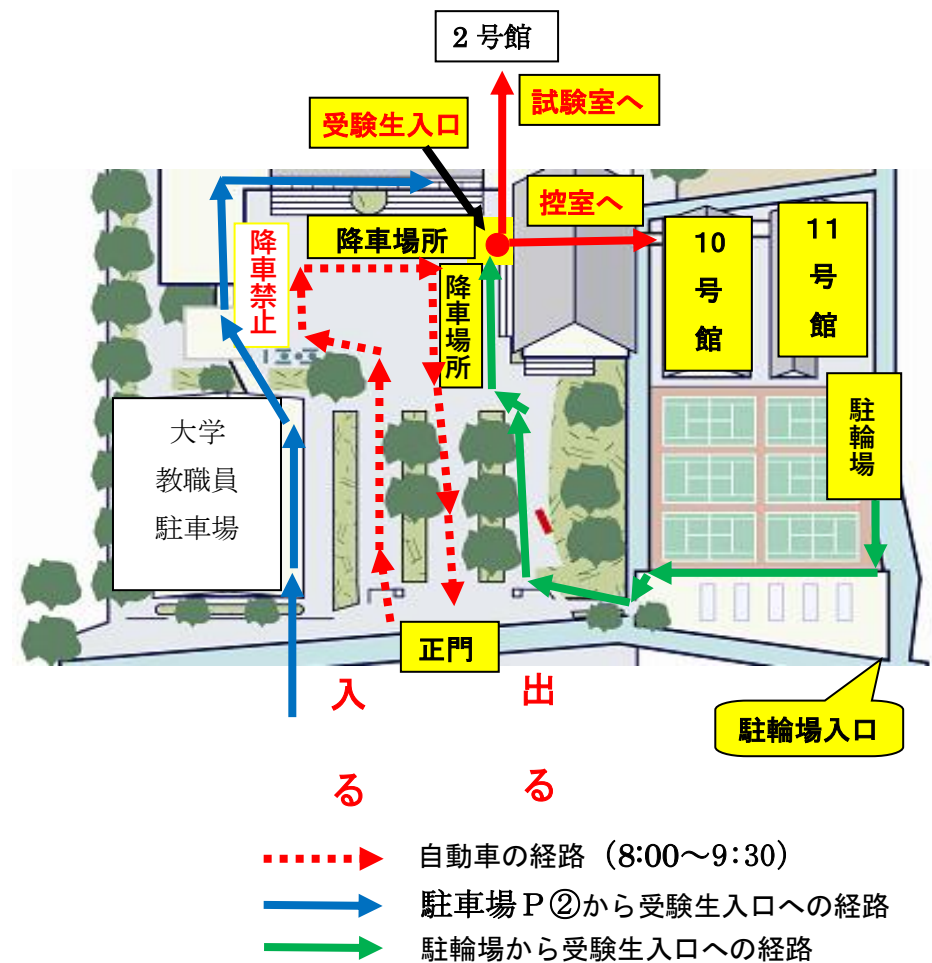 2号館
試験室へ
受験生入口
控室へ
降車場所
降車禁止
降車場所
10号館
11号館
駐輪場
大学
教職員
駐車場
正門
入る
出る
駐輪場入口
自動車の経路（8:00～9:30）
駐車場Ｐ②から受験生入口への経路
駐輪場から受験生入口への経路